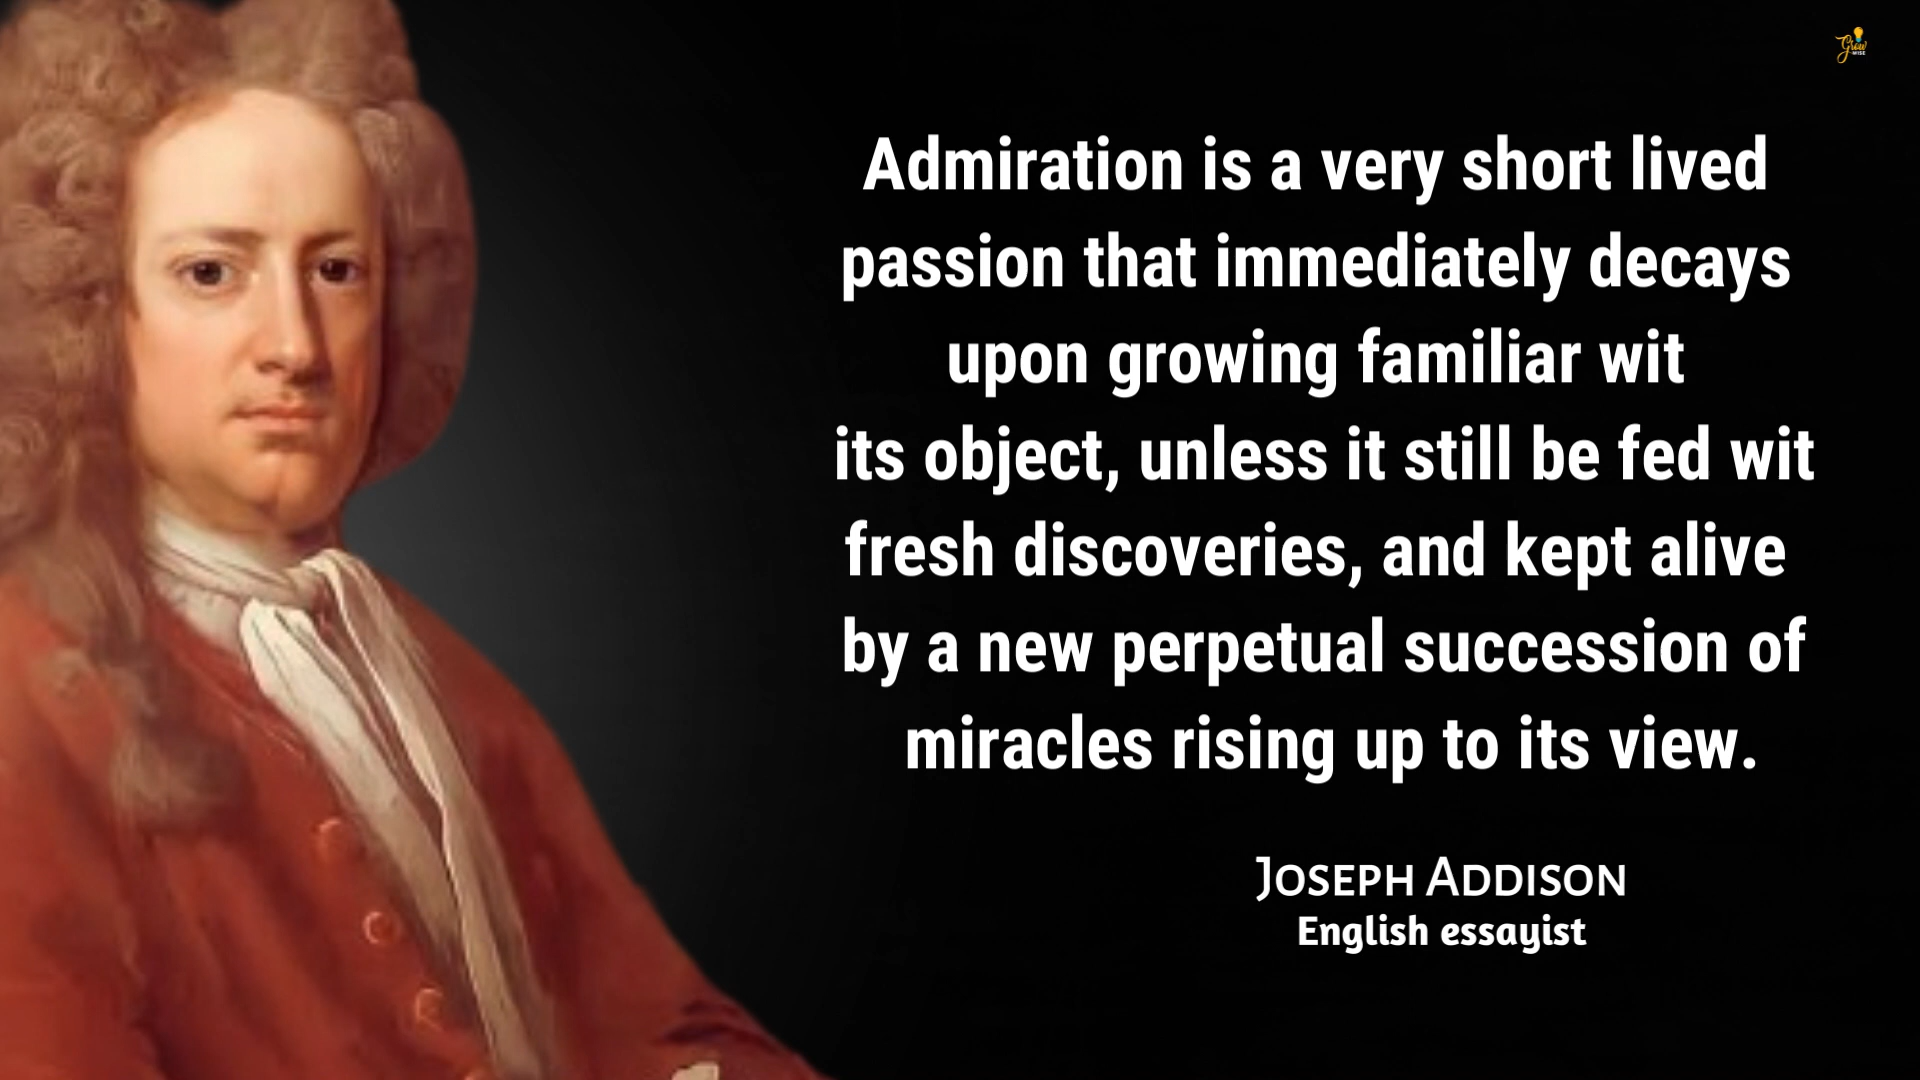 Grow
WISE
Admiration is a very short lived
passion that immediately decays
upon growing familiar wit
its object, unless it still be fed wit
fresh discoveries, and kept alive
by a new perpetual succession of
miracles rising up to its view.
Joseph Addison
English essayist